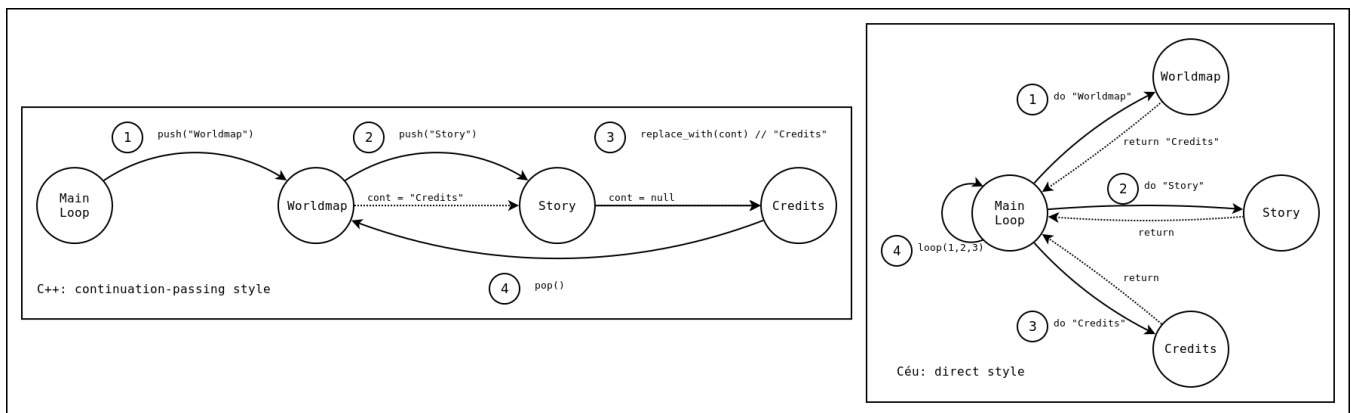 1
push("Worldmap")
2
push("Story")
3
replace_with(cont) // "Credits"
Main
Loop
Worldmap
cont = "Credits"
Story
cont = null
Credits
4
pop()
C++: continuation-passing style
Worldmap
1
do "Worldmap"
return "Credits"
2
do "Story"
Main
Loop
Story
return
4
loop(1,2,3)
return
3
do "Credits"
Credits
Céu: direct style